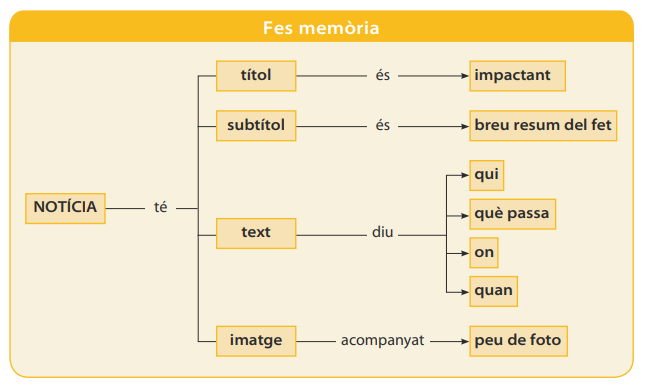 Fes memòria
títol és impactant
subtítol és breu resum del fet
qui
què passa
NOTÍCIA té
text diu
on
quan
imatge acompanyat peu de foto